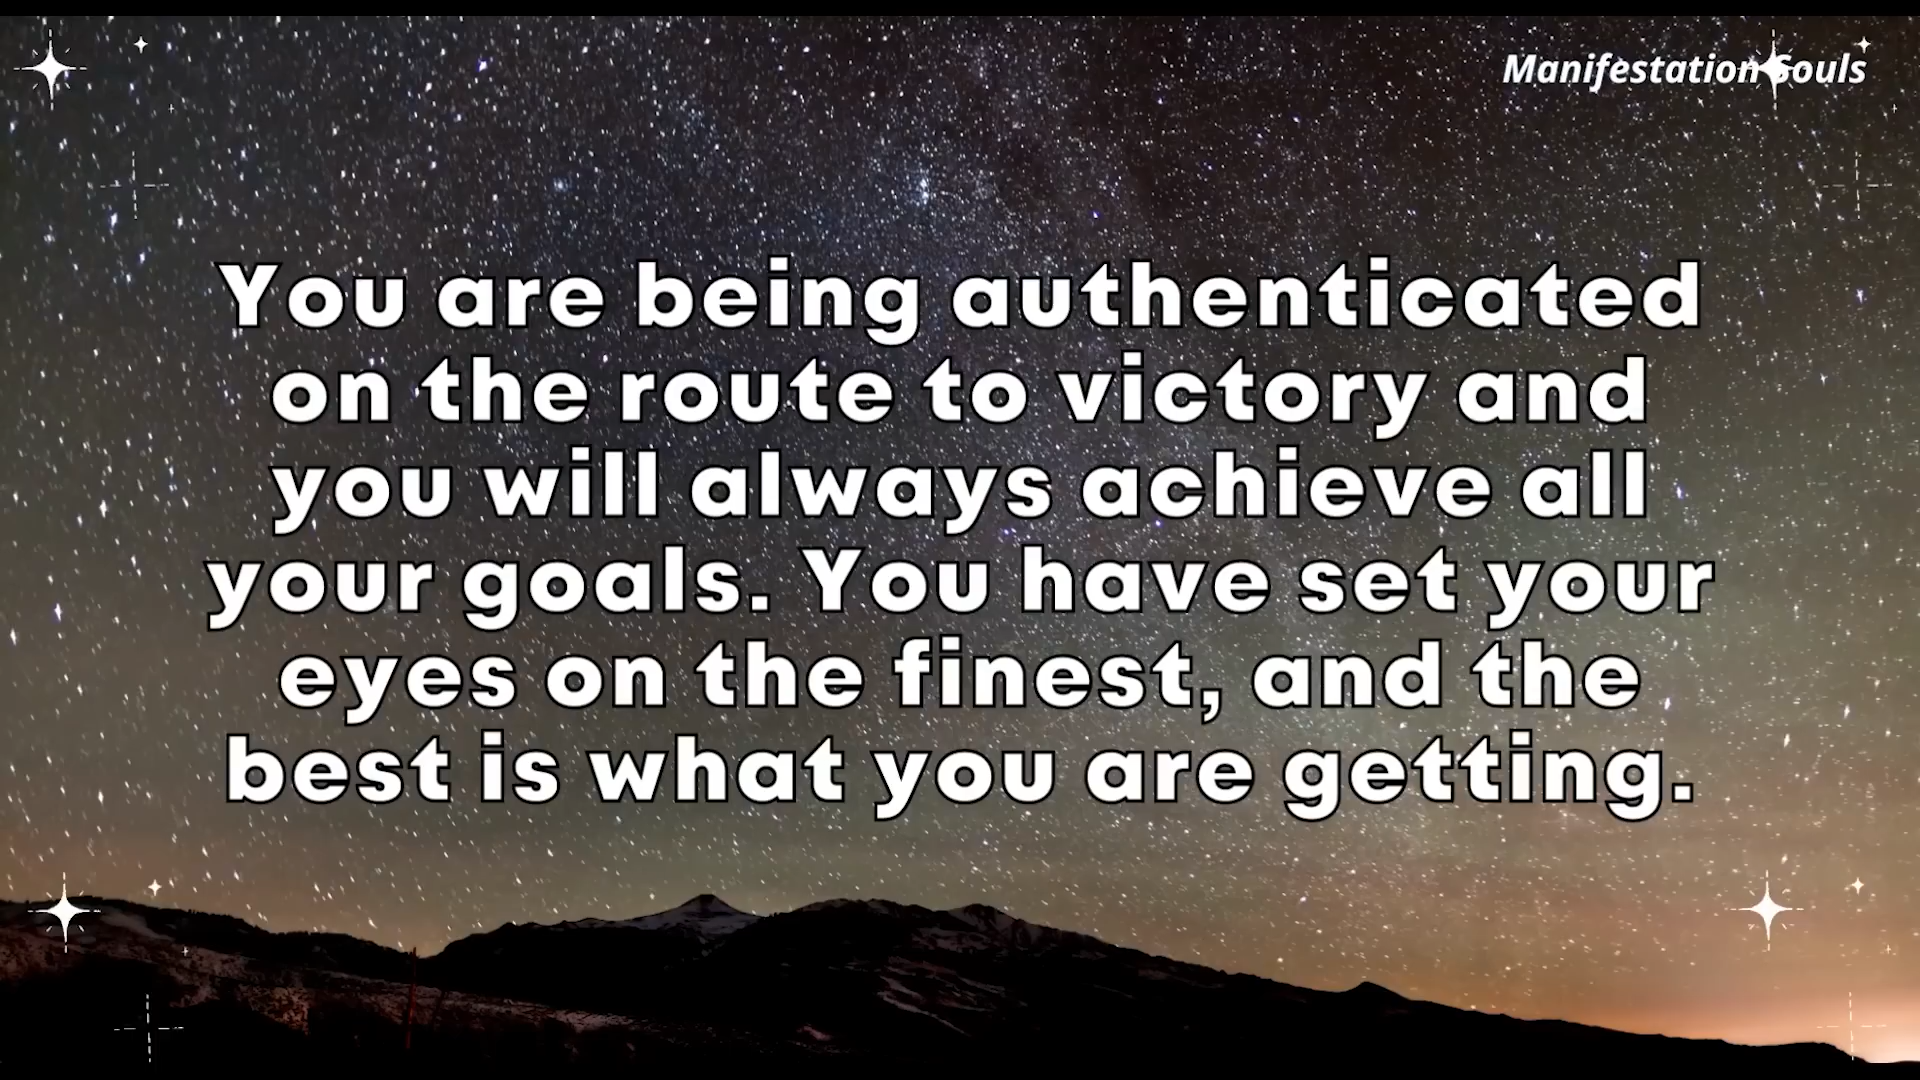 Manifestation Souls
You are being authenticated
on the route to victory and
you will always achieve all
your goals. You have set your
eyes on the finest, and the
best is what you are getting.